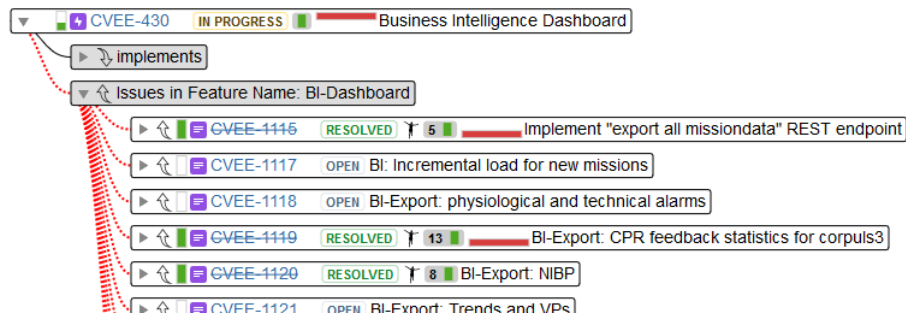 CVEE-430 IN PROGRESS Business Intelligence Dashboard
implements
Issues in Feature Name: BI-Dashboard
CVEE-1115 RESOLVED 5 Implement "export all missiondata" REST endpoint
CVEE-1117 OPEN BI: Incremental load for new missions
CVEE-1118 OPEN BI-Export: physiological and technical alarms
CVEE-1119 RESOLVED 13 BI-Export: CPR feedback statistics for corpuls3
CVEE-1120 RESOLVED 8 BI-Export: NIBP
CVEE-1121 OPEN BI-Export: Trends and VPs